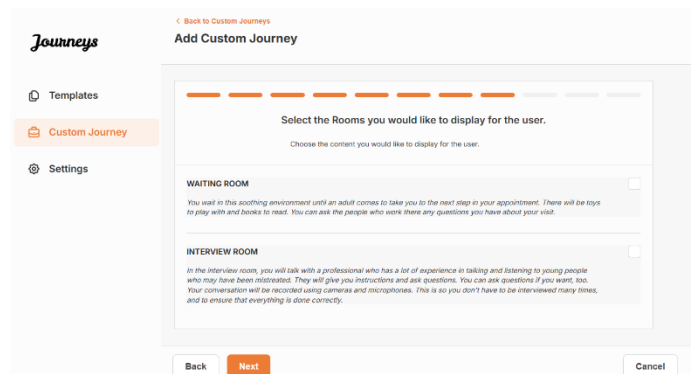 < Back to Custom Journeys
Journeys
Add Custom Journey
Templates
Custom Journey
Settings
Select the Rooms you would like to display for the user.
Choose the content you would like to display for the user.
WAITING ROOM
You wait in this soothing environment until an adult comes to take you to the next step in your appointment. There will be toys
to play with and books to read. You can ask the people who work there any questions you have about your visit.
INTERVIEW ROOM
In the interview room, you will talk with a professional who has a lot of experience in talking and listening to young people
who may have been mistreated. They will give you instructions and ask questions. You can ask questions if you want, too.
Your conversation will be recorded using cameras and microphones. This is so you don't have to be interviewed many times,
and to ensure that everything is done correctly.
Back
Next
Cancel